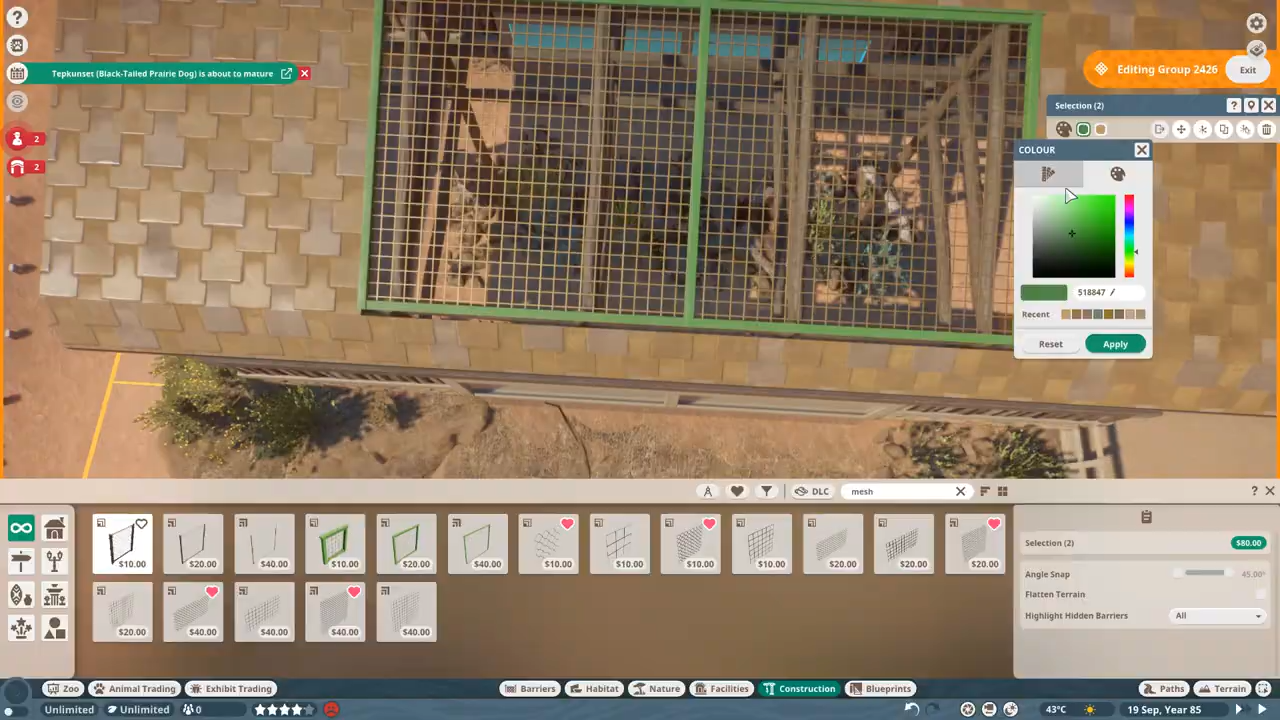 ?
Tepkunset (Black-Tailed Prairie Dog) is about to mature
2
2
Editing Group 2426
Exit
Selection (2)
?
COLOUR
518847 /
Recent
Reset
Apply
DLC
mesh
?
$10.00
$20.00
$40.00
$10.00
$20.00
$40.00
$10.00
$10.00
$10.00
$10.00
$20.00
$20.00
$20.00
$20.00
$40.00
$40.00
$40.00
$40.00
Selection (2)
$80.00
Angle Snap
45.00°
Flatten Terrain
Highlight Hidden Barriers
All
Zoo
Animal Trading
Exhibit Trading
Barriers
Habitat
Nature
Facilities
Construction
Blueprints
Paths
Terrain
Unlimited
Unlimited
0
43°C
19 Sep, Year 85